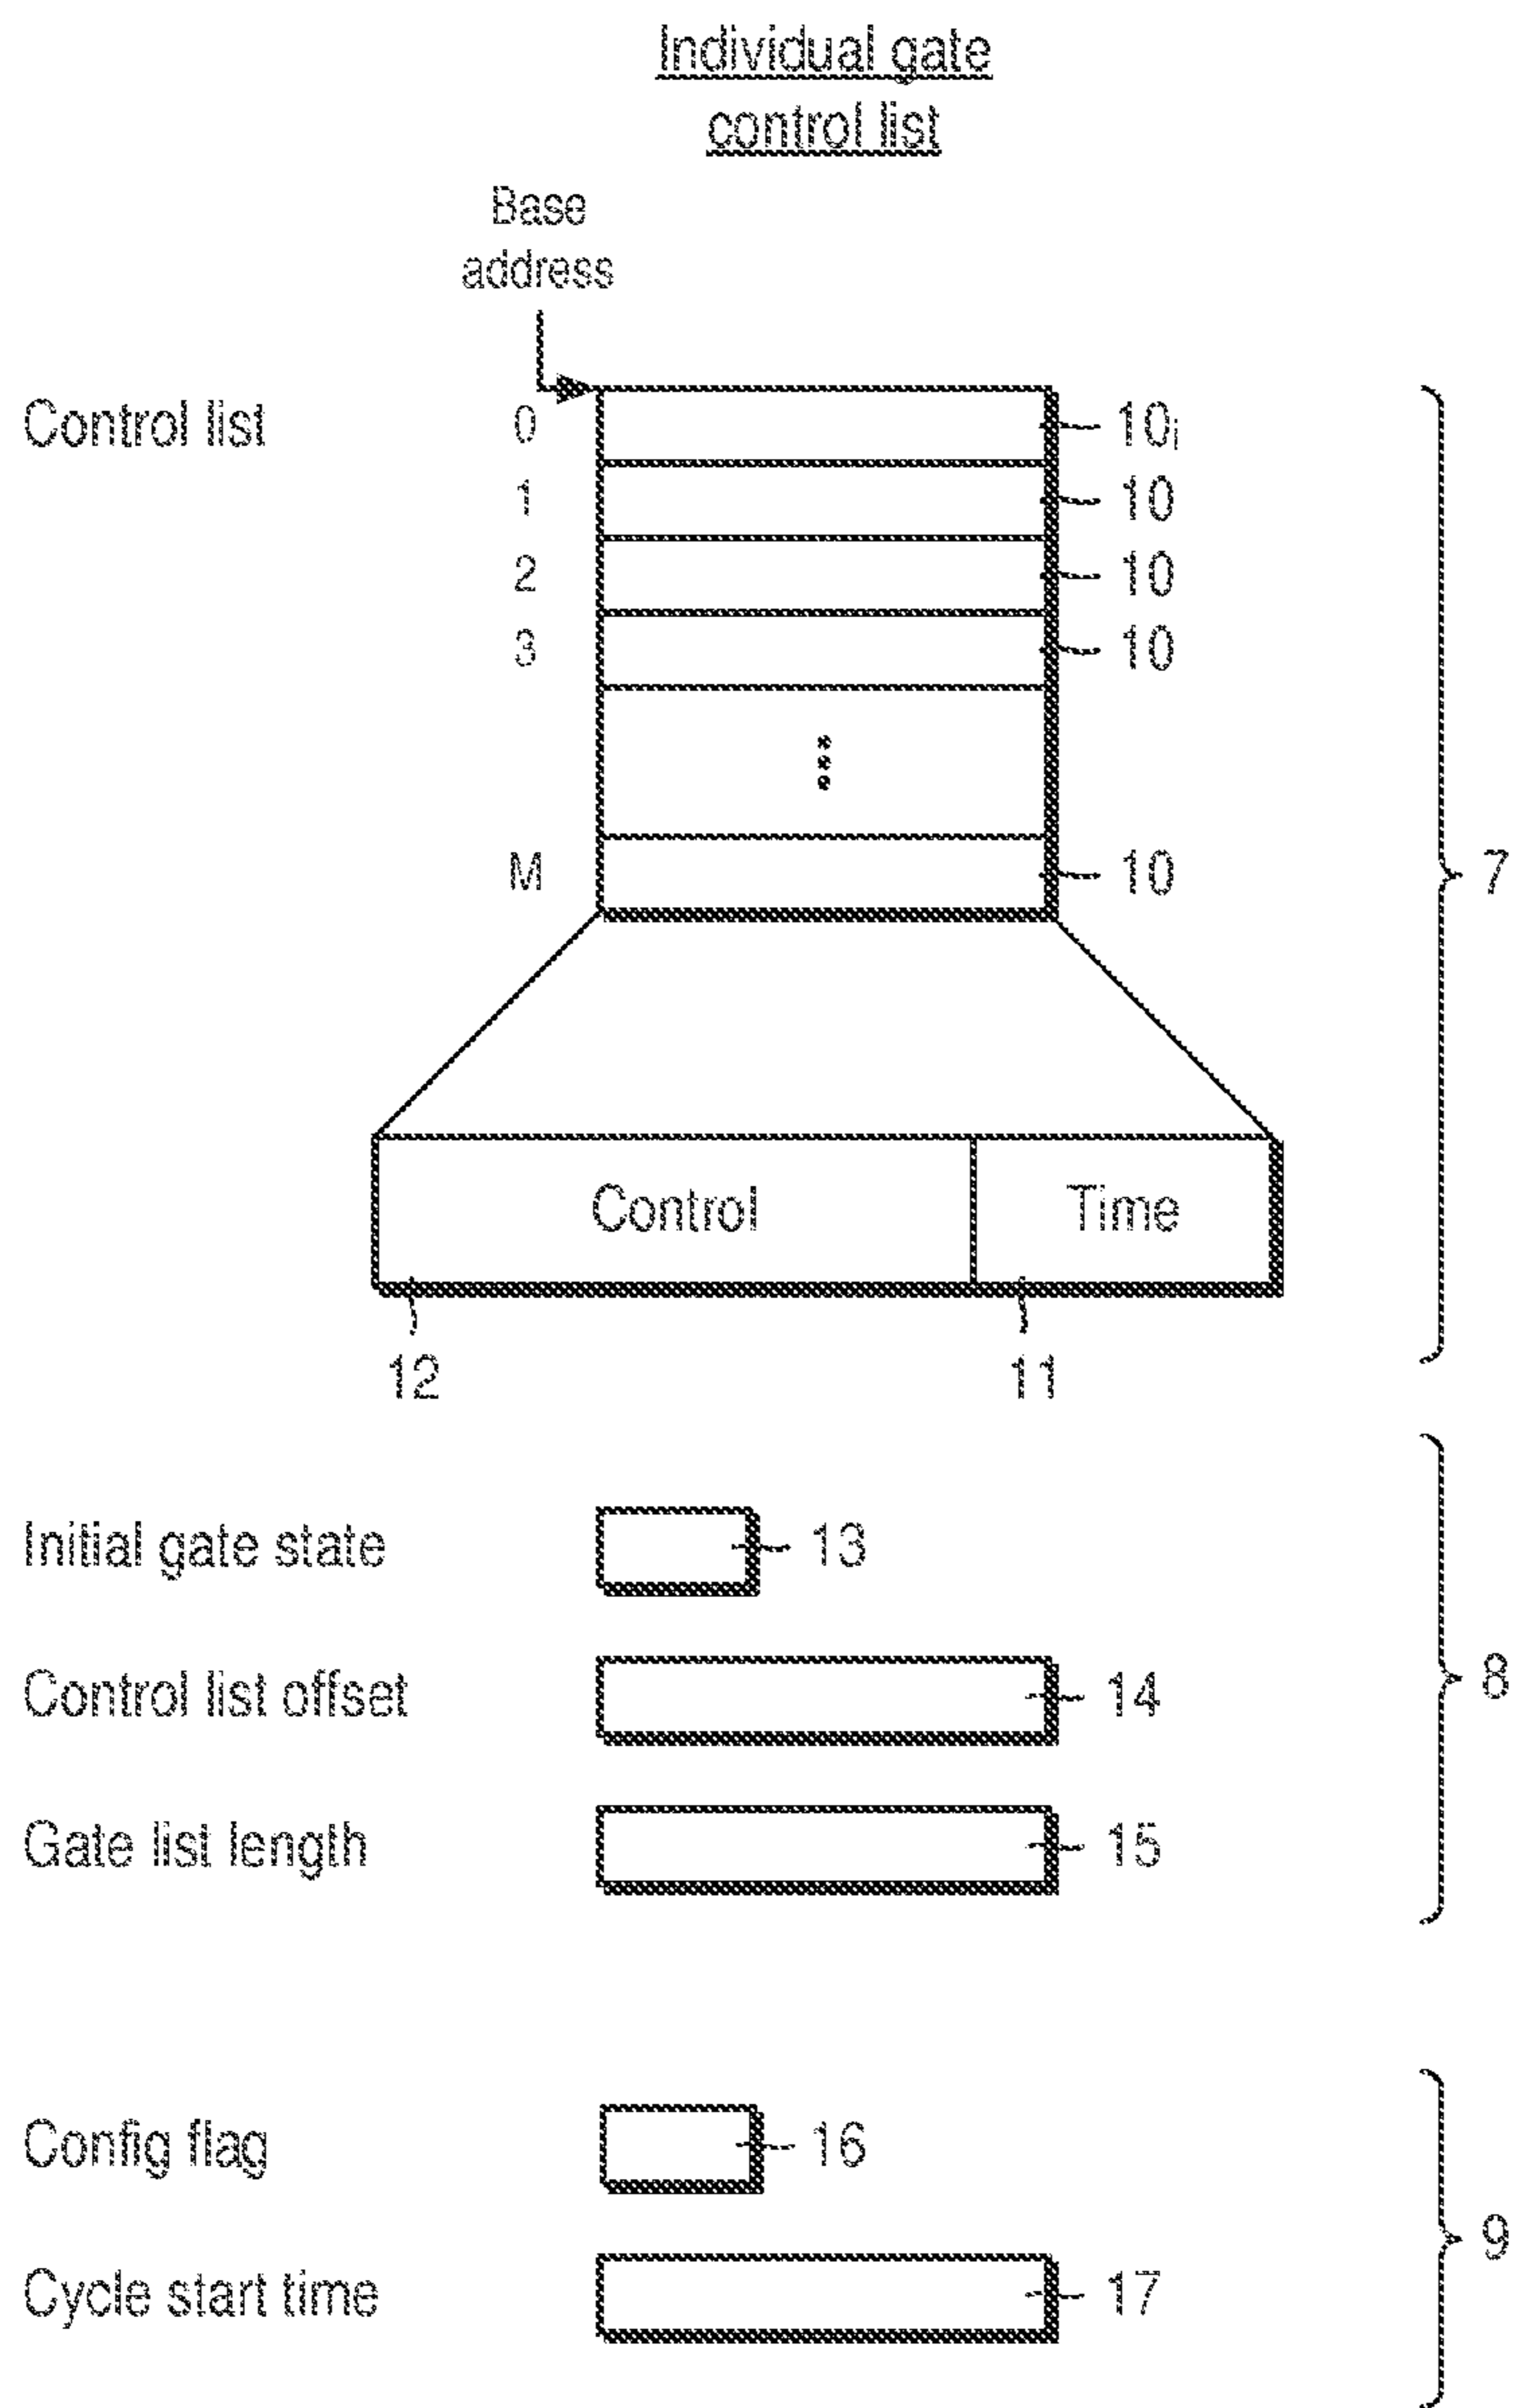 Individual gate
control list
Base
address
Control list
0
10i
1
10
2
10
3
10
M
10
7
Control
Time
12
11
Initial gate state
13
Control list offset
14
8
Gate list length
15
Config flag
16
9
Cycle start time
17